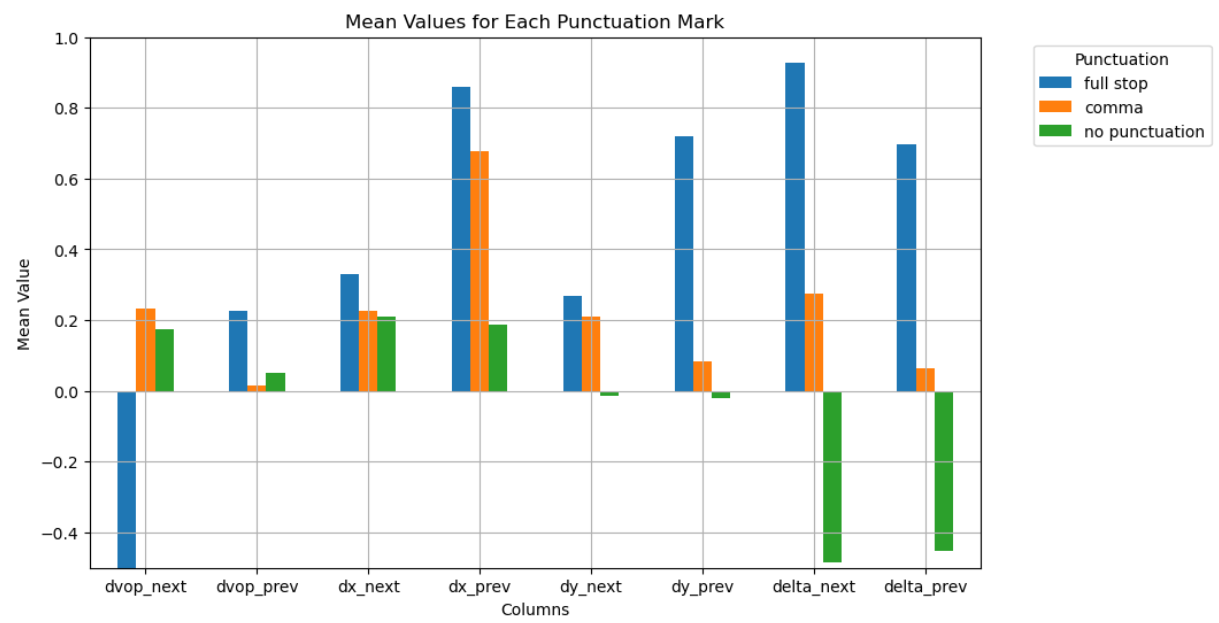 Mean Values for Each Punctuation Mark
Punctuation
full stop
comma
no punctuation
Mean Value
1.0
0.8
0.6
0.4
0.2
0.0
−0.2
−0.4
dvop_next dvop_prev dx_next dx_prev dy_next dy_prev delta_next delta_prev
Columns